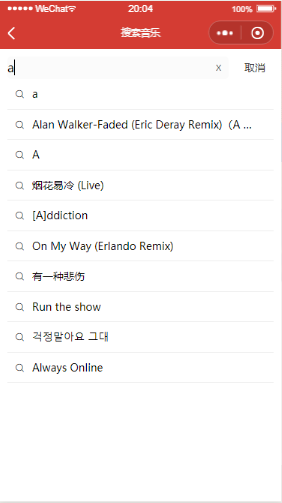 WeChat 20:04 100%
搜索音乐
a x 取消
a
Alan Walker-Faded (Eric Deray Remix)（A ...
A
烟花易冷 (Live)
[A]ddiction
On My Way (Erlando Remix)
有一种悲伤
Run the show
걱정말아요 그대
Always Online